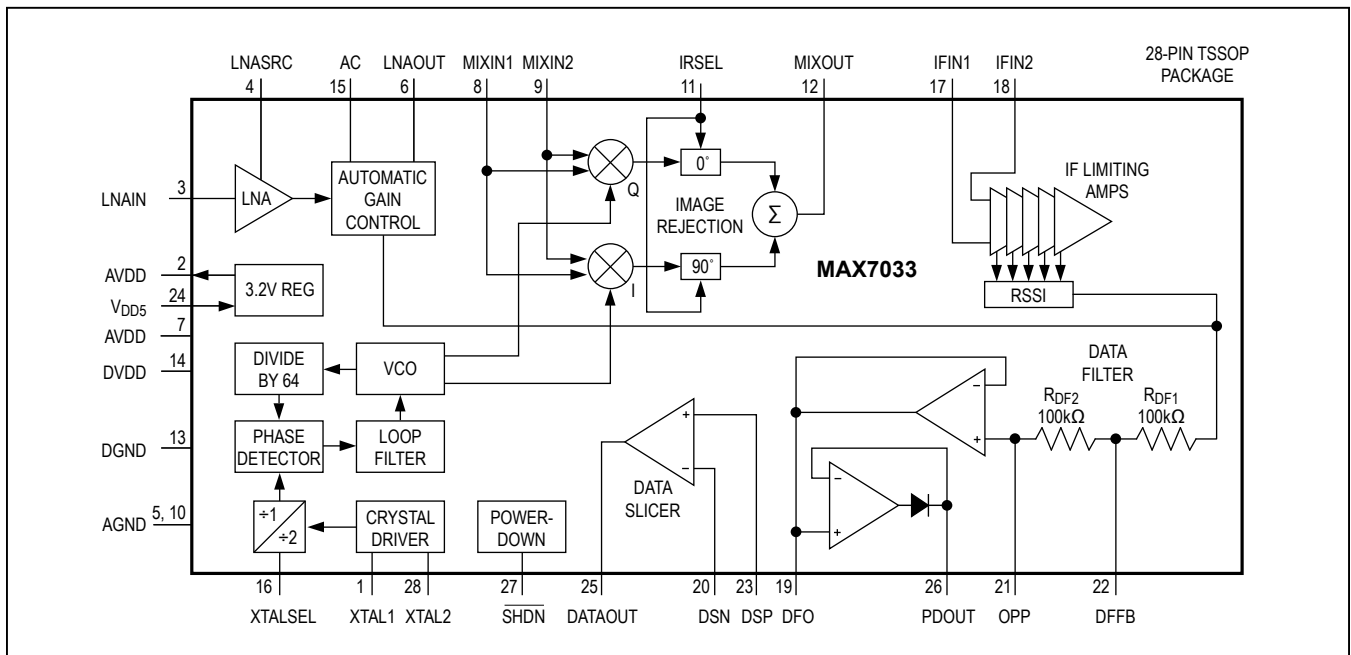 28-PIN TSSOP
PACKAGE
LNASRC AC LNAOUT MIXIN1 MIXIN2 IRSEL MIXOUT IFIN1 IFIN2
4 15 6 8 9 11 12 17 18
LNAIN 3
LNA
AUTOMATIC
GAIN
CONTROL
Q
0°
IMAGE
REJECTION
Σ
I
90°
MAX7033
IF LIMITING
AMPS
RSSI
AVDD 2
3.2V REG
VDD5 24
AVDD 7
DVDD 14
DIVIDE
BY 64
VCO
DGND 13
PHASE
DETECTOR
LOOP
FILTER
AGND 5, 10
÷1
÷2
CRYSTAL
DRIVER
POWER-
DOWN
+
−
DATA
SLICER
−
+
−
+
DATA
FILTER
RDF2
100kΩ
RDF1
100kΩ
16 1 28 27 25 20 23 19 26 21 22
XTALSEL XTAL1 XTAL2 SHDN DATAOUT DSN DSP DFO PDOUT OPP DFFB